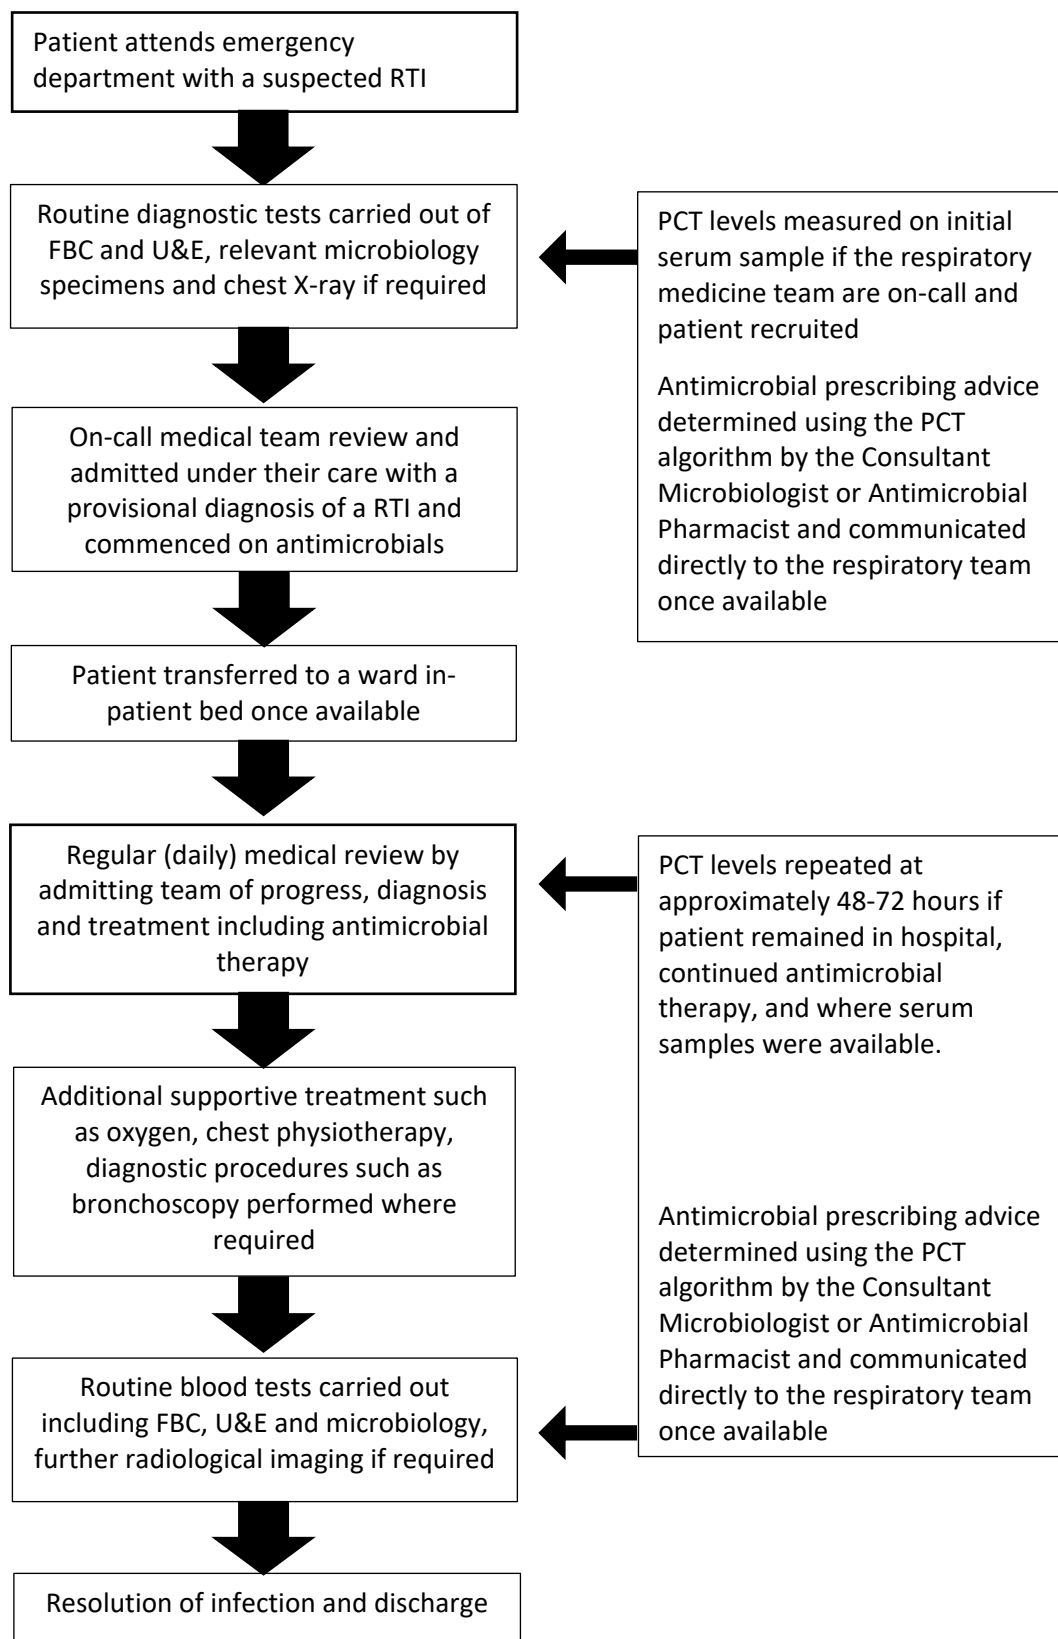 Patient attends emergency
department with a suspected RTI
Routine diagnostic tests carried out of
FBC and U&E, relevant microbiology
specimens and chest X-ray if required
PCT levels measured on initial
serum sample if the respiratory
medicine team are on-call and
patient recruited
Antimicrobial prescribing advice
determined using the PCT
algorithm by the Consultant
Microbiologist or Antimicrobial
Pharmacist and communicated
directly to the respiratory team
once available
On-call medical team review and
admitted under their care with a
provisional diagnosis of a RTI and
commenced on antimicrobials
Patient transferred to a ward in-
patient bed once available
Regular (daily) medical review by
admitting team of progress, diagnosis
and treatment including antimicrobial
therapy
PCT levels repeated at
approximately 48-72 hours if
patient remained in hospital,
continued antimicrobial
therapy, and where serum
samples were available.
Antimicrobial prescribing advice
determined using the PCT
algorithm by the Consultant
Microbiologist or Antimicrobial
Pharmacist and communicated
directly to the respiratory team
once available
Additional supportive treatment such
as oxygen, chest physiotherapy,
diagnostic procedures such as
bronchoscopy performed where
required
Routine blood tests carried out
including FBC, U&E and microbiology,
further radiological imaging if required
Resolution of infection and discharge